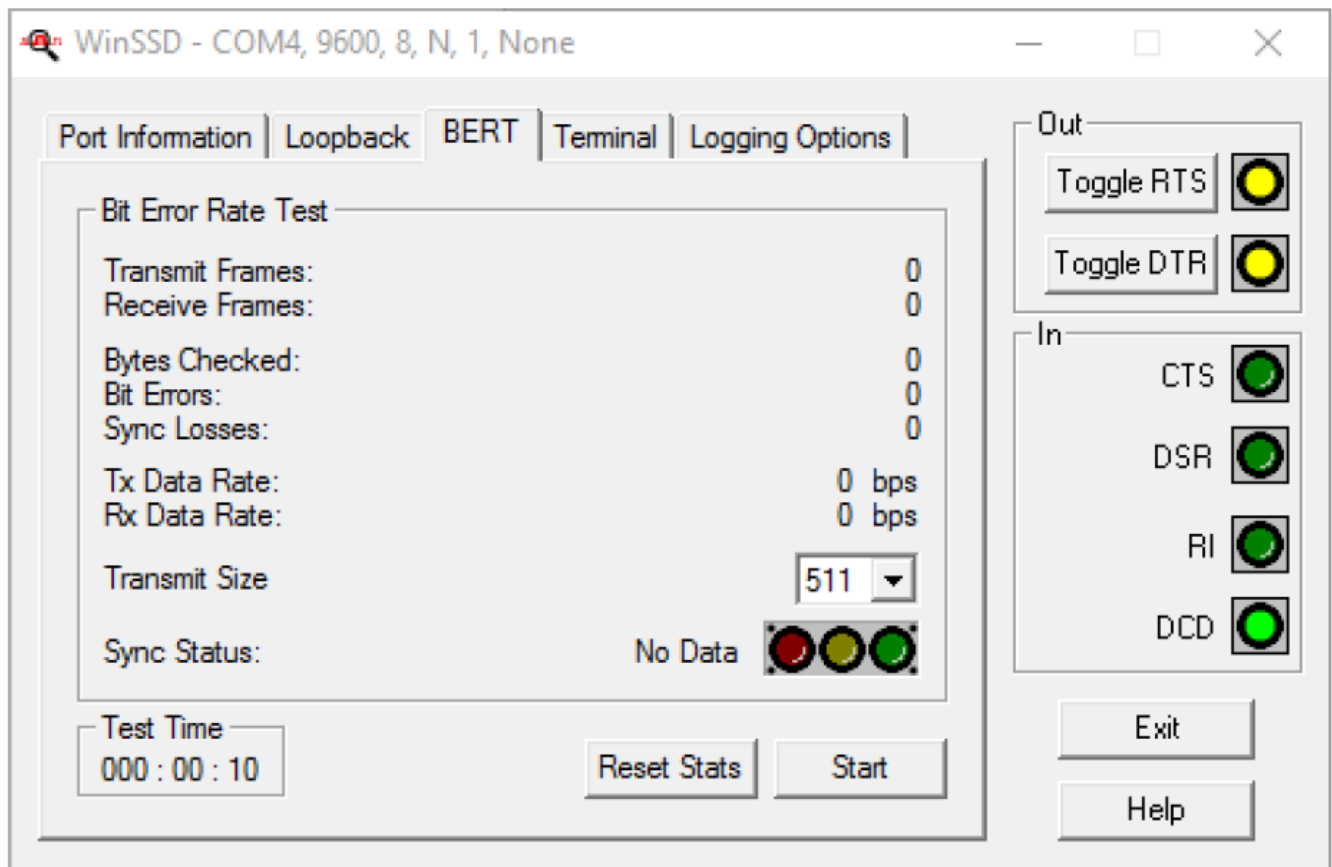 WinSSD - COM4, 9600, 8, N, 1, None
Port Information Loopback BERT Terminal Logging Options
Bit Error Rate Test
Transmit Frames: 0
Receive Frames: 0
Bytes Checked: 0
Bit Errors: 0
Sync Losses: 0
Tx Data Rate: 0 bps
Rx Data Rate: 0 bps
Transmit Size 511
Sync Status: No Data
Test Time
000 : 00 : 10
Reset Stats Start
Out
Toggle RTS
Toggle DTR
In
CTS
DSR
RI
DCD
Exit
Help